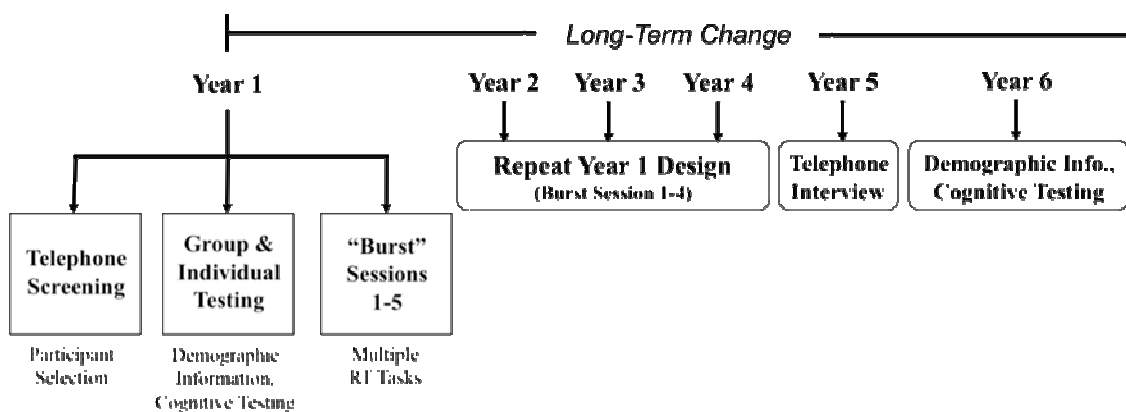 Long-Term Change
Year 1
Year 2
Year 3
Year 4
Year 5
Year 6
Repeat Year 1 Design
(Burst Session 1-4)
Telephone
Interview
Demographic Info.,
Cognitive Testing
Telephone
Screening
Group &
Individual
Testing
“Burst”
Sessions
1-5
Participant
Selection
Demographic
Information,
Cognitive Testing
Multiple
RT Tasks